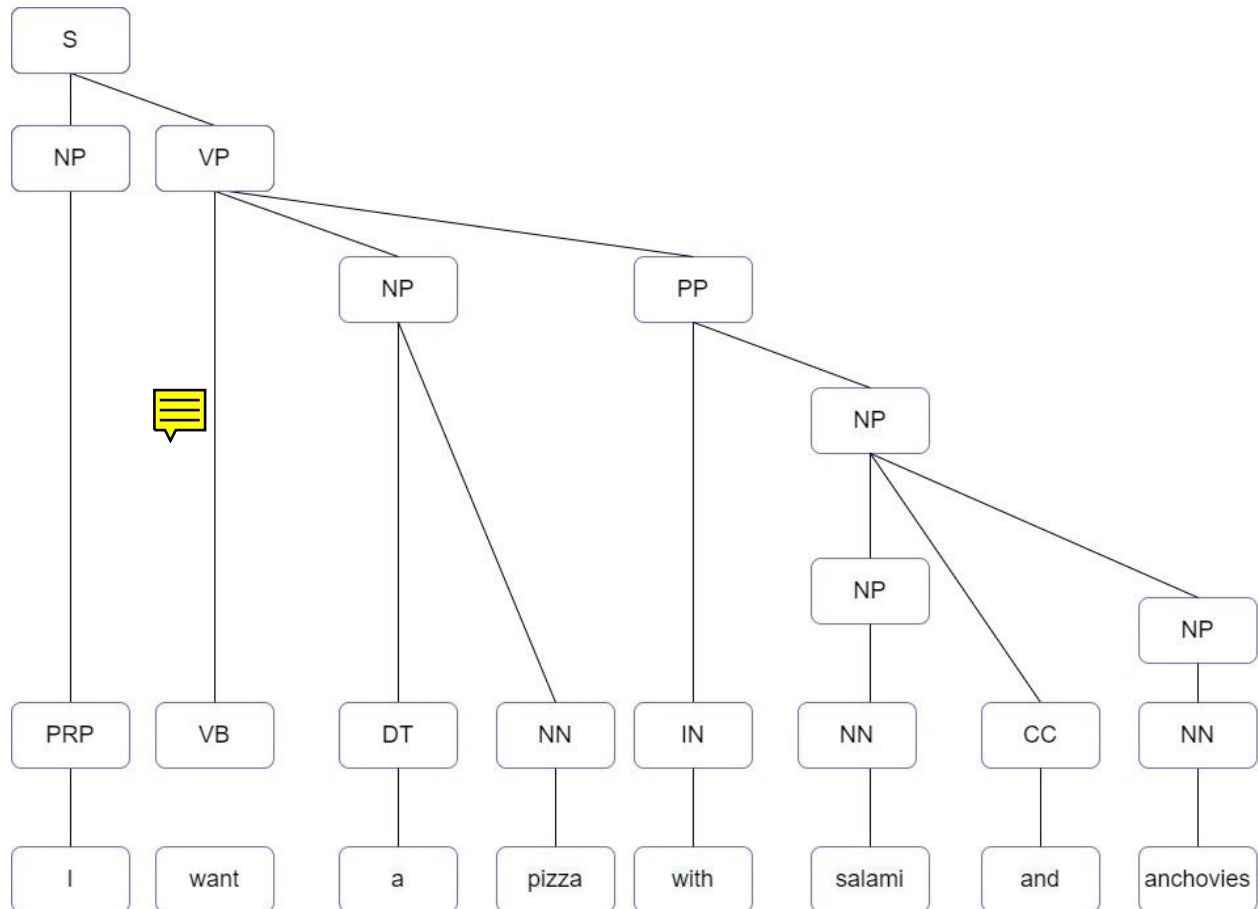 S
NP VP
NP PP
NP
NP
NP
PRP VB DT NN IN NN CC NN
I want a pizza with salami and anchovies